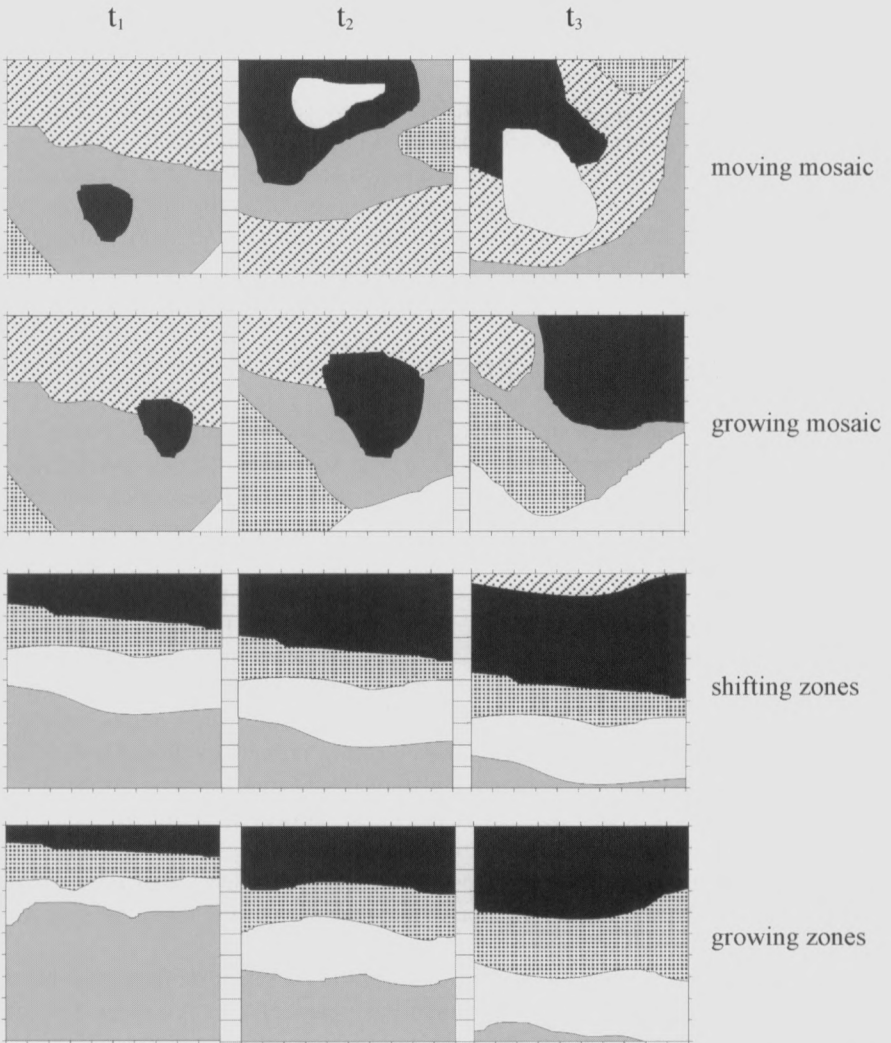 t₁ t₂ t₃
moving mosaic
growing mosaic
shifting zones
growing zones